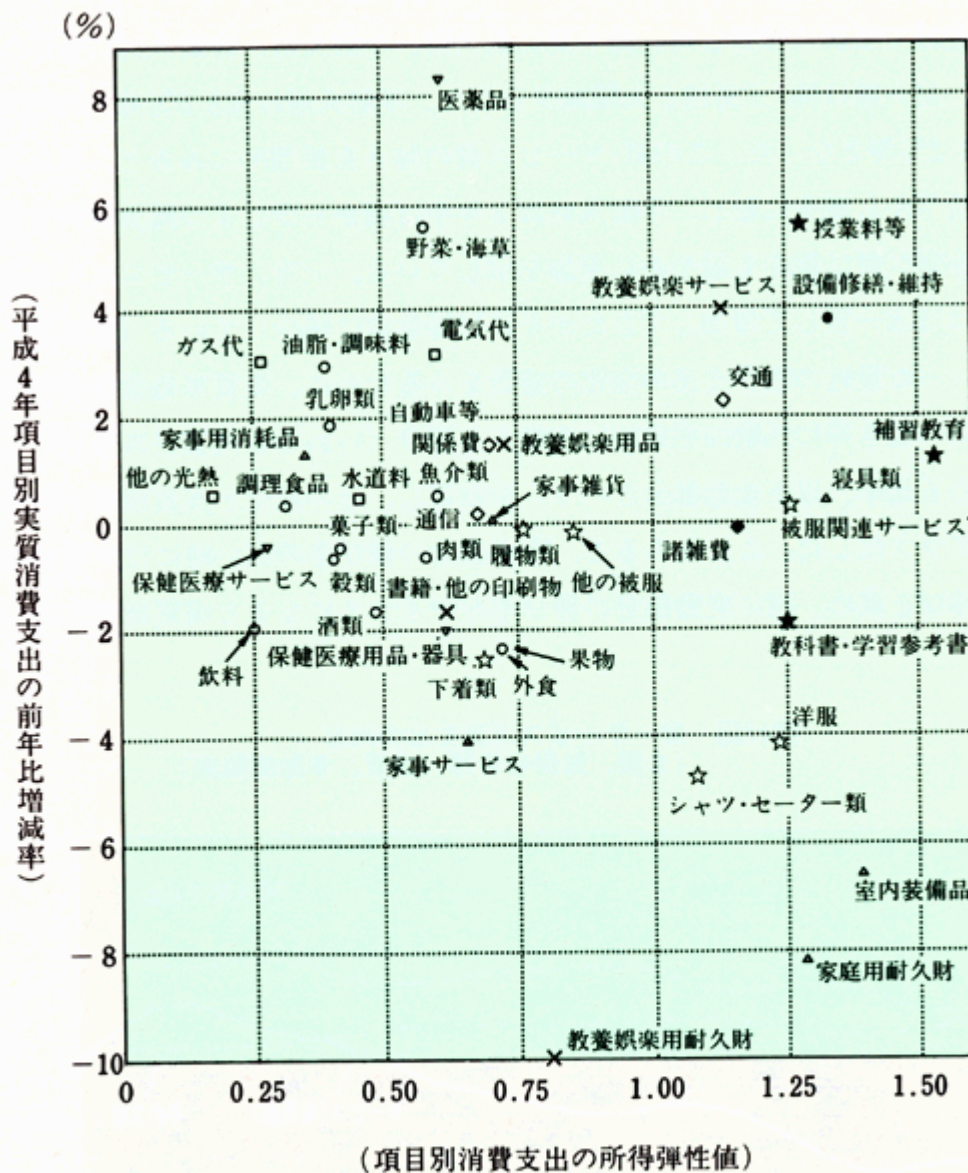 (%)
8
医薬品
6
授業料等
野菜・海草
教養娯楽サービス
設備修繕・維持
4
ガス代
油脂・調味料
電気代
交通
乳卵類
2
自動車等
関係費
教養娯楽用品
補習教育
家事用消耗品
他の光熱
調理食品
水道料
魚介類
家事雑貨
寝具類
0
菓子類
通信
被服関連サービス
保健医療サービス
穀類
肉類
履物類
他の被服
諸雑費
書籍・他の印刷物
-2
酒類
飲料
保健医療用品・器具
果物
教科書・学習参考書
下着類
外食
洋服
-4
家事サービス
シャツ・セーター類
-6
室内装備品
-8
家庭用耐久財
教養娯楽用耐久財
-10
0 0.25 0.50 0.75 1.00 1.25 1.50
(項目別消費支出の所得弾性値)
(平成4年項目別実質消費支出の前年比増減率)